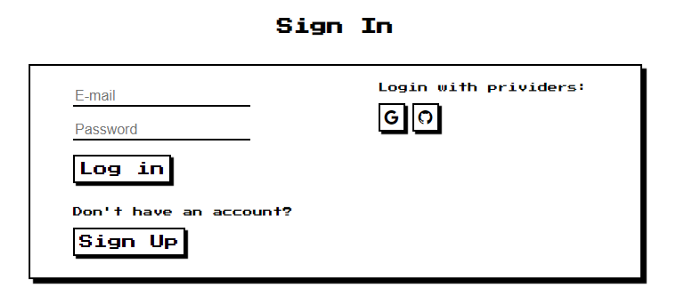 Sign In
E-mail
Password
Log in
Don't have an account?
Sign Up
Login with prividers:
G